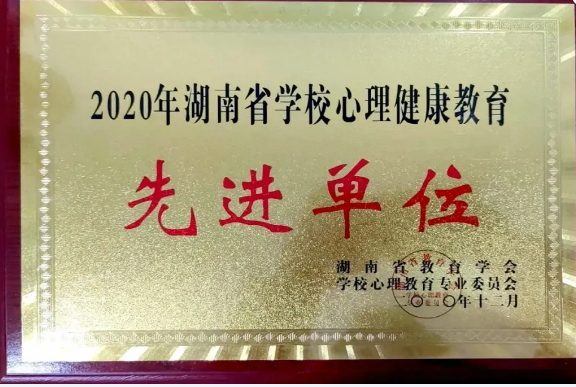 2020年湖南省学校心理健康教育
先进单位
湖南省教育学会
学校心理教育专业委员会
二〇二〇年十二月